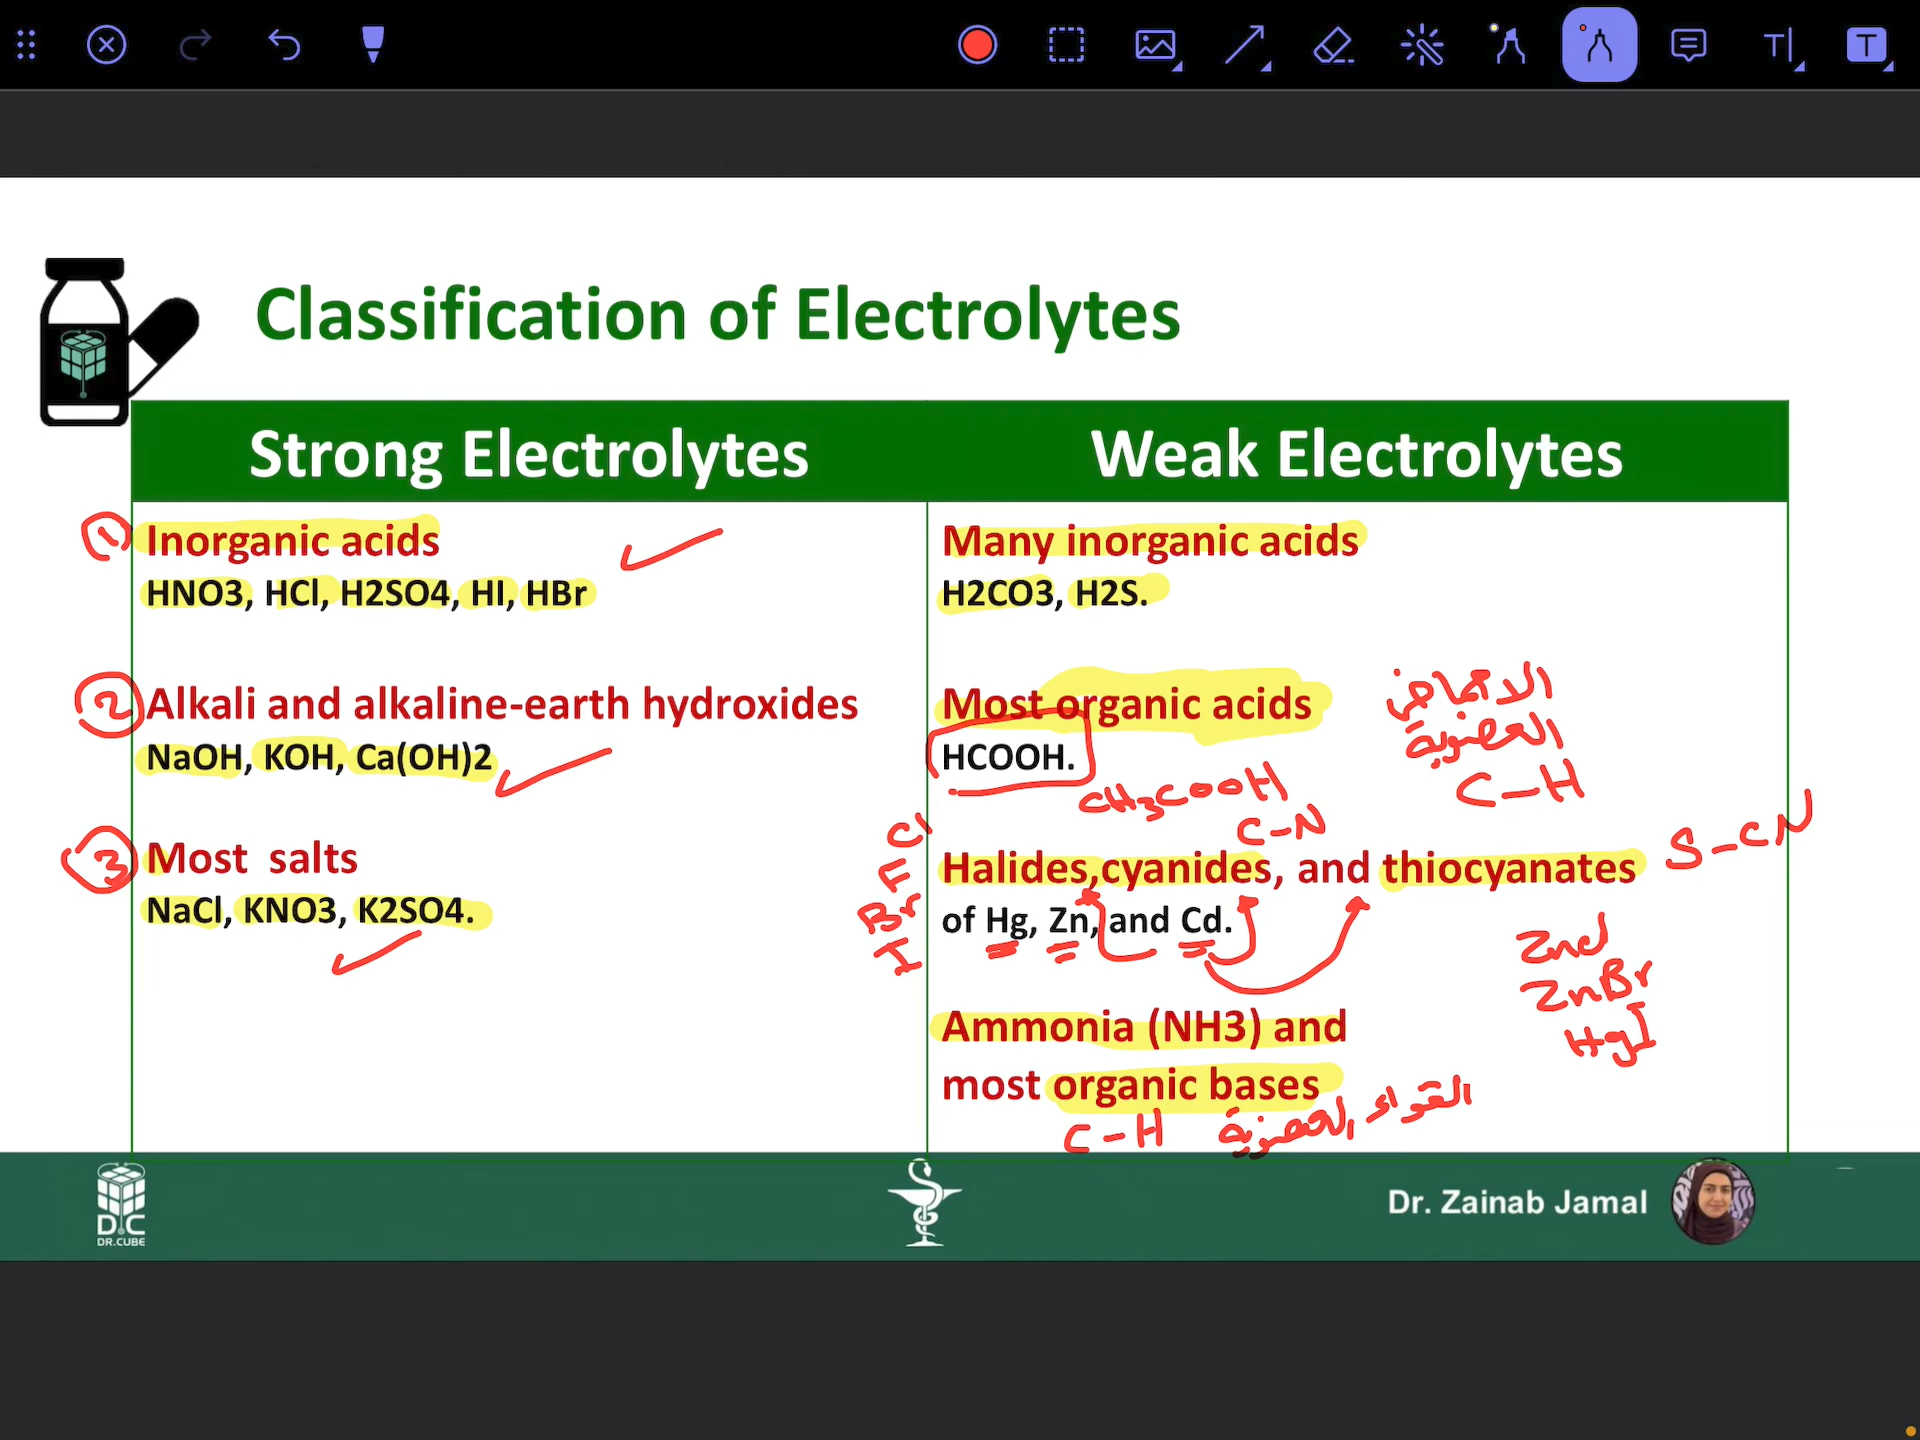 Classification of Electrolytes
Strong Electrolytes
Weak Electrolytes
1 Inorganic acids
HNO3, HCl, H2SO4, HI, HBr
2 Alkali and alkaline-earth hydroxides
NaOH, KOH, Ca(OH)2
3 Most salts
NaCl, KNO3, K2SO4.
Many inorganic acids
H2CO3, H2S.
Most organic acids
الاحماض
العضوية
C-H
HCOOH.
CH3COOH
C-N
Cl
F
Br
I
Halides,cyanides, and thiocyanates
S-CN
of Hg, Zn, and Cd.
ZnCl
ZnBr
HgI
Ammonia (NH3) and
most organic bases
القواعد العضوية
C-H
D.C
DR.CUBE
Dr. Zainab Jamal
T
T